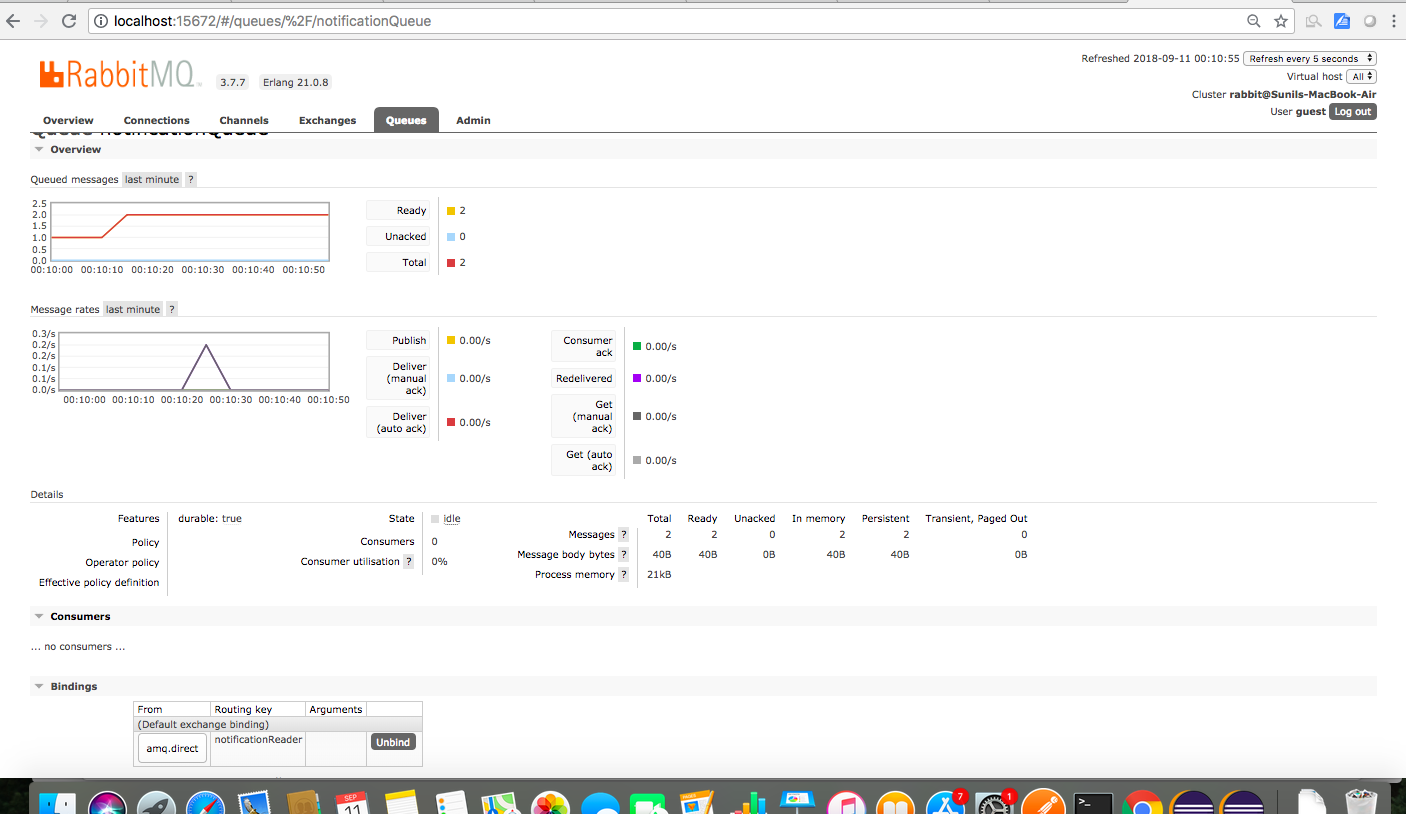 localhost:15672/#/queues/%2F/notificationQueue
RabbitMQ 3.7.7 Erlang 21.0.8
Refreshed 2018-09-11 00:10:55 Refresh every 5 seconds
Virtual host All
Cluster rabbit@Sunils-MacBook-Air
User guest Log out
Overview Connections Channels Exchanges Queues Admin
Queue notificationQueue
Overview
Queued messages last minute ?
2.5
2.0
1.5
1.0
0.5
0.0
00:10:00 00:10:10 00:10:20 00:10:30 00:10:40 00:10:50
Ready 2
Unacked 0
Total 2
Message rates last minute ?
0.3/s
0.2/s
0.2/s
0.1/s
0.1/s
0.0/s
00:10:00 00:10:10 00:10:20 00:10:30 00:10:40 00:10:50
Publish 0.00/s
Deliver
(manual 0.00/s
ack)
Deliver
(auto ack) 0.00/s
Consumer
ack 0.00/s
Redelivered 0.00/s
Get
(manual 0.00/s
ack)
Get (auto
ack) 0.00/s
Details
Features durable: true
Policy
Operator policy
Effective policy definition
State idle
Consumers 0
Consumer utilisation ? 0%
Total Ready Unacked In memory Persistent Transient, Paged Out
Messages ? 2 2 0 2 2 0
Message body bytes ? 40B 40B 0B 40B 40B 0B
Process memory ? 21kB
Consumers
... no consumers ...
Bindings
From Routing key Arguments
(Default exchange binding)
amq.direct notificationReader Unbind
SEP
11
7
1
>_